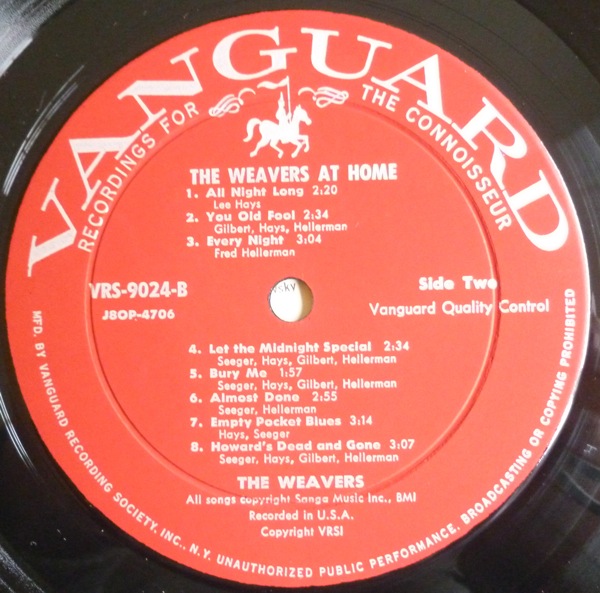 VANGUARD
RECORDINGS FOR THE CONNOISSEUR
THE WEAVERS AT HOME
1. All Night Long 2:20
Lee Hays
2. You Old Fool 2:34
Gilbert, Hays, Hellerman
3. Every Night 3:04
Fred Hellerman
VRS-9024-B
J8OP-4706
Side Two
Vanguard Quality Control
4. Let the Midnight Special 2:34
Seeger, Hays, Gilbert, Hellerman
5. Bury Me 1:57
Seeger, Hays, Gilbert, Hellerman
6. Almost Done 2:55
Seeger, Hellerman
7. Empty Pocket Blues 3:14
Hays, Seeger
8. Howard's Dead and Gone 3:07
Seeger, Hays, Gilbert, Hellerman
THE WEAVERS
All songs copyright Sanga Music Inc., BMI
Recorded in U.S.A.
Copyright VRSI
MFD. BY VANGUARD RECORDING SOCIETY, INC., N.Y. UNAUTHORIZED PUBLIC PERFORMANCE, BROADCASTING OR COPYING PROHIBITED